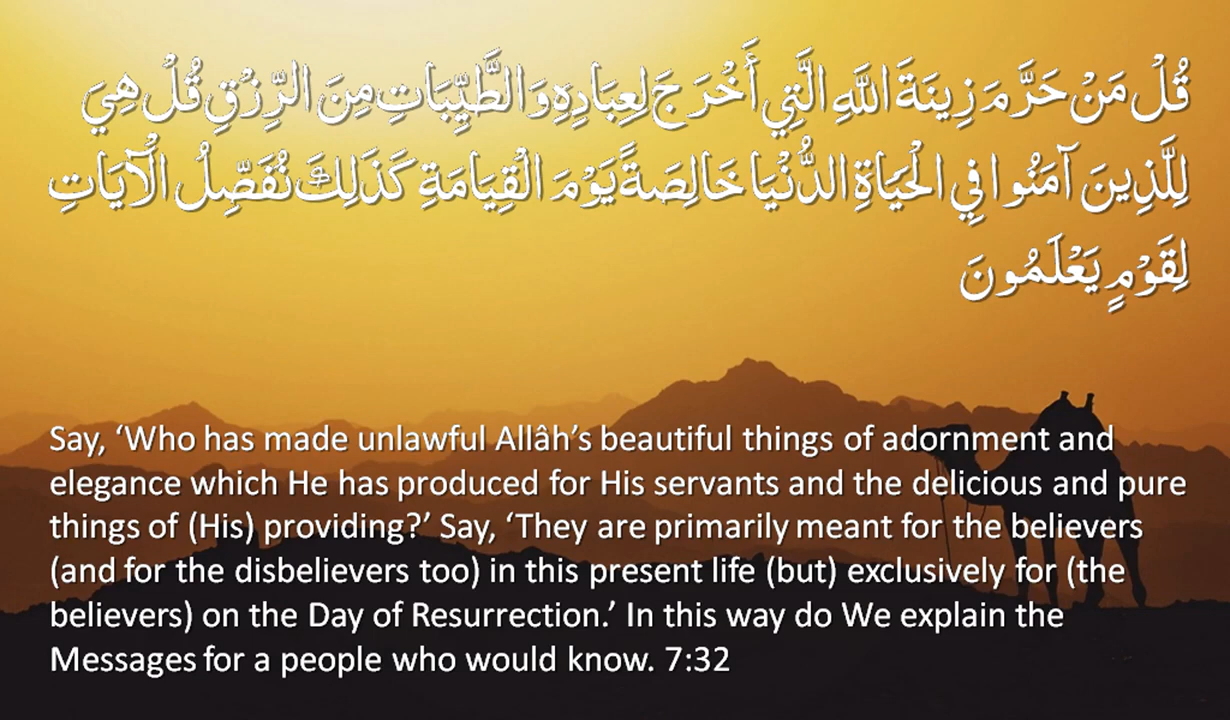 قُلْ مَنْ حَرَّمَ زِينَةَ اللَّهِ الَّتِي أَخْرَجَ لِعِبَادِهِ وَالطَّيِّبَاتِ مِنَ الرِّزْقِ قُلْ هِيَ
لِلَّذِينَ آمَنُوا فِي الْحَيَاةِ الدُّنْيَا خَالِصَةً يَوْمَ الْقِيَامَةِ كَذَلِكَ نُفَصِّلُ الْآيَاتِ
لِقَوْمٍ يَعْلَمُونَ
Say, ‘Who has made unlawful Allâh’s beautiful things of adornment and
elegance which He has produced for His servants and the delicious and pure
things of (His) providing?’ Say, ‘They are primarily meant for the believers
(and for the disbelievers too) in this present life (but) exclusively for (the
believers) on the Day of Resurrection.’ In this way do We explain the
Messages for a people who would know. 7:32